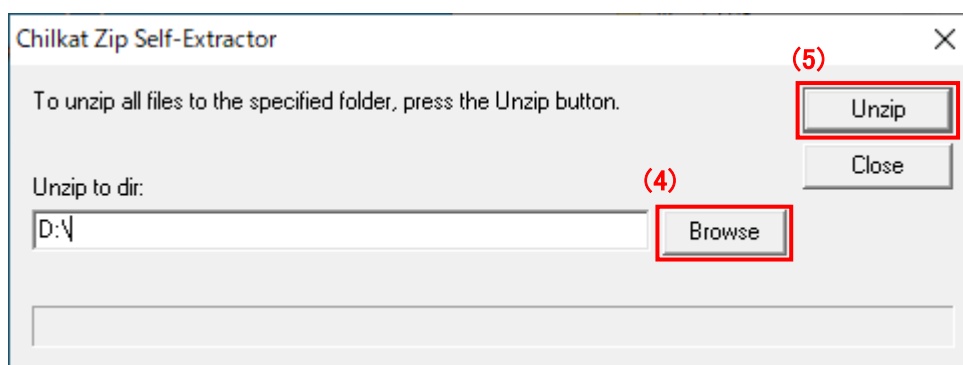 Chilkat Zip Self-Extractor
(5)
To unzip all files to the specified folder, press the Unzip button.
Unzip
Close
Unzip to dir:
(4)
D:\
Browse